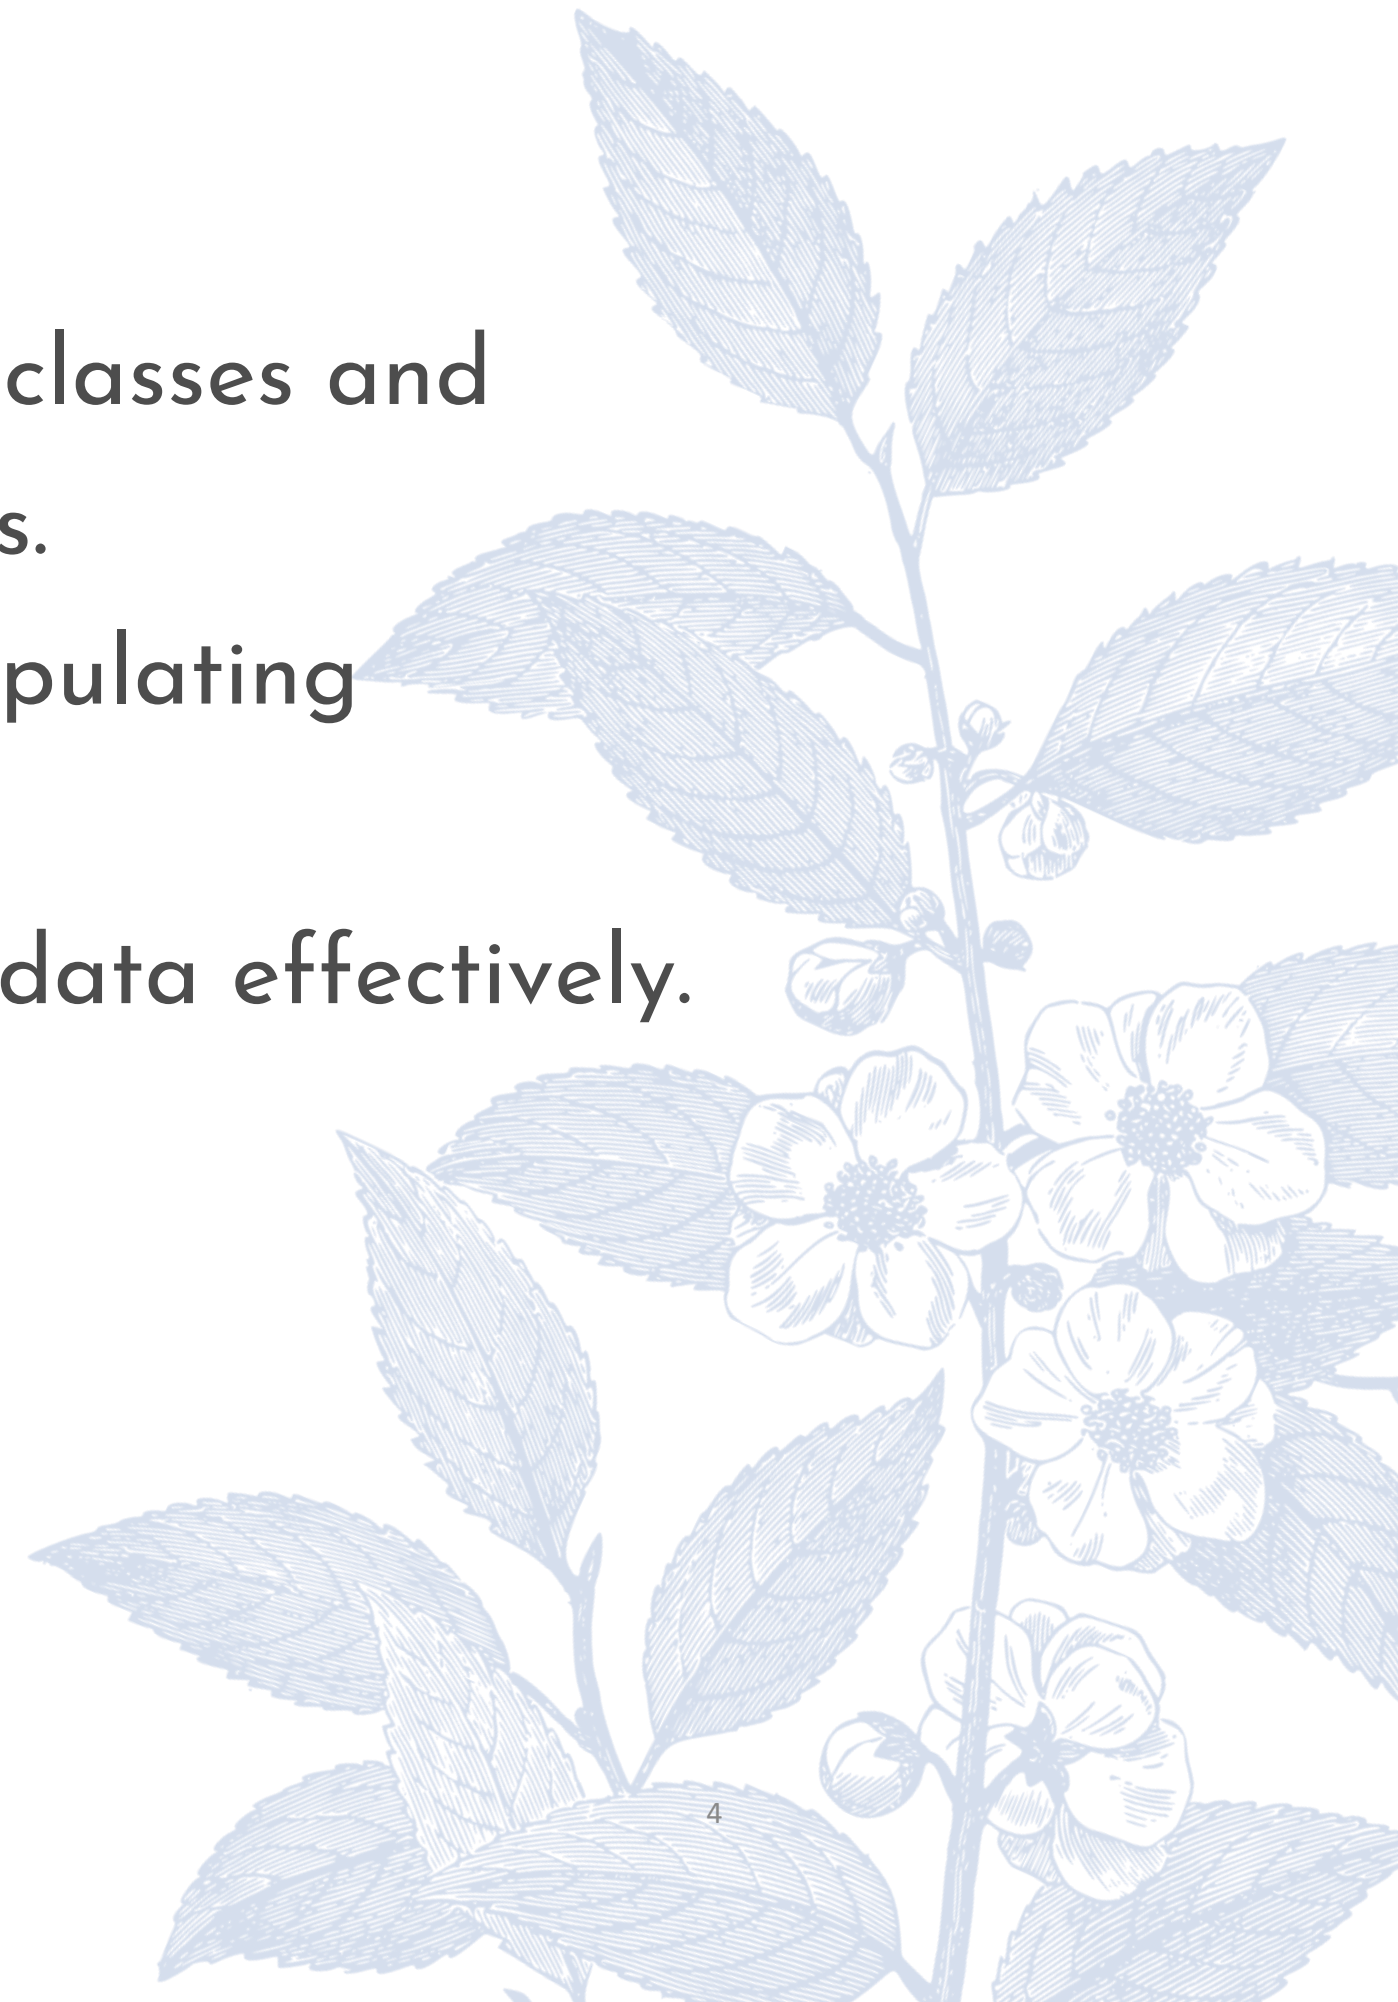 classes and
s.
pulating
data effectively.
4